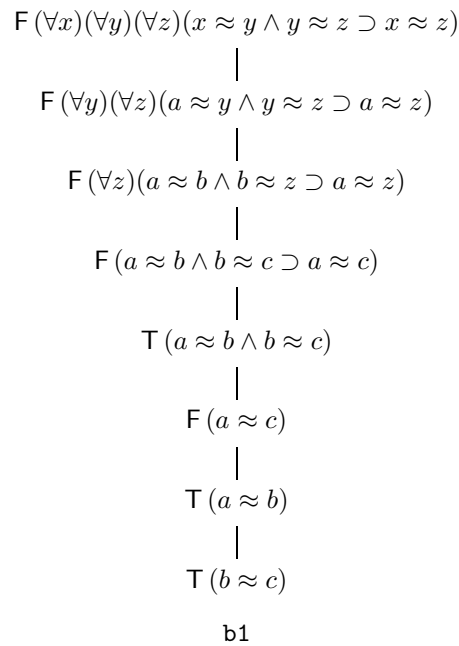 F (∀x)(∀y)(∀z)(x ≈ y ∧ y ≈ z ⊃ x ≈ z)
F (∀y)(∀z)(a ≈ y ∧ y ≈ z ⊃ a ≈ z)
F (∀z)(a ≈ b ∧ b ≈ z ⊃ a ≈ z)
F (a ≈ b ∧ b ≈ c ⊃ a ≈ c)
T (a ≈ b ∧ b ≈ c)
F (a ≈ c)
T (a ≈ b)
T (b ≈ c)
b1